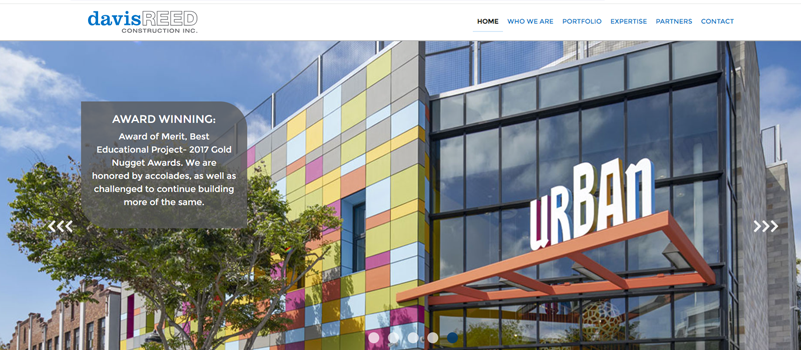 davisREED
CONSTRUCTION INC.
HOME WHO WE ARE PORTFOLIO EXPERTISE PARTNERS CONTACT
AWARD WINNING:
Award of Merit, Best
Educational Project- 2017 Gold
Nugget Awards. We are
honored by accolades, as well as
challenged to continue building
more of the same.
URBAN